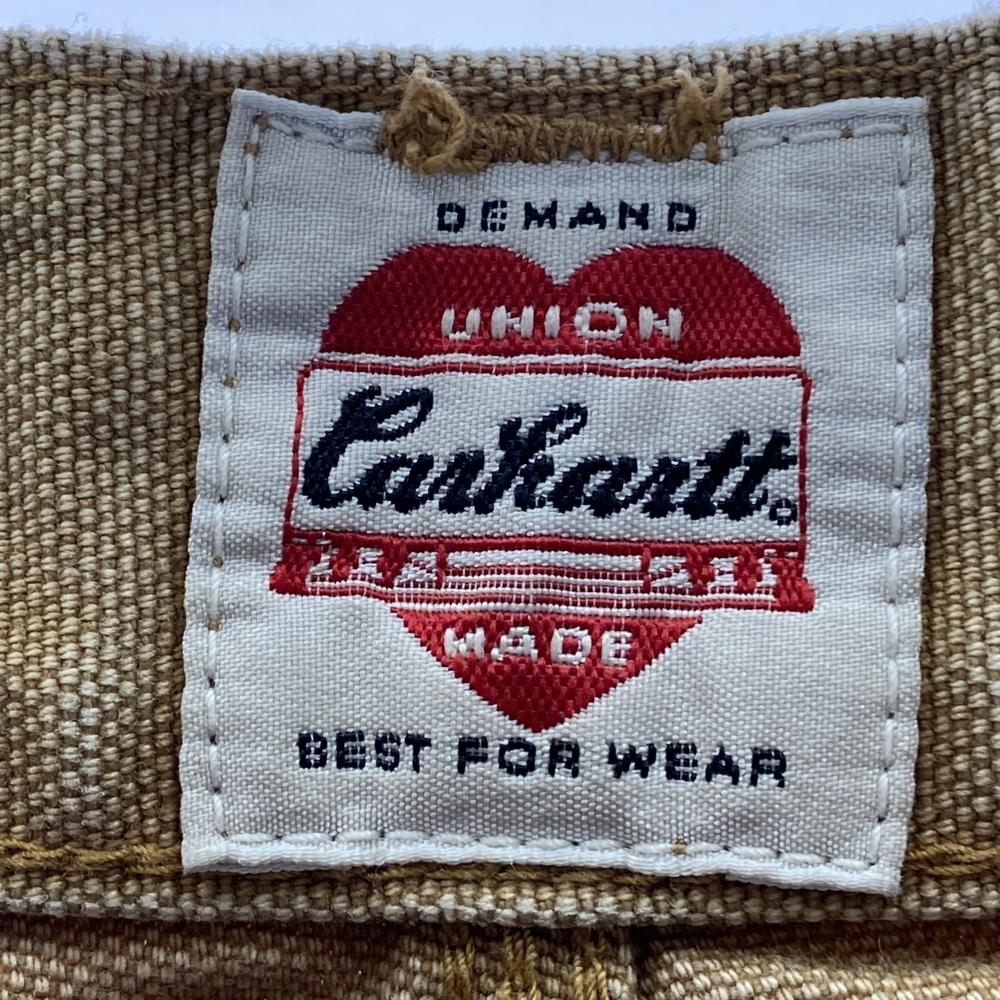 DEMAND
UNION
Carhartt®
MADE
BEST FOR WEAR